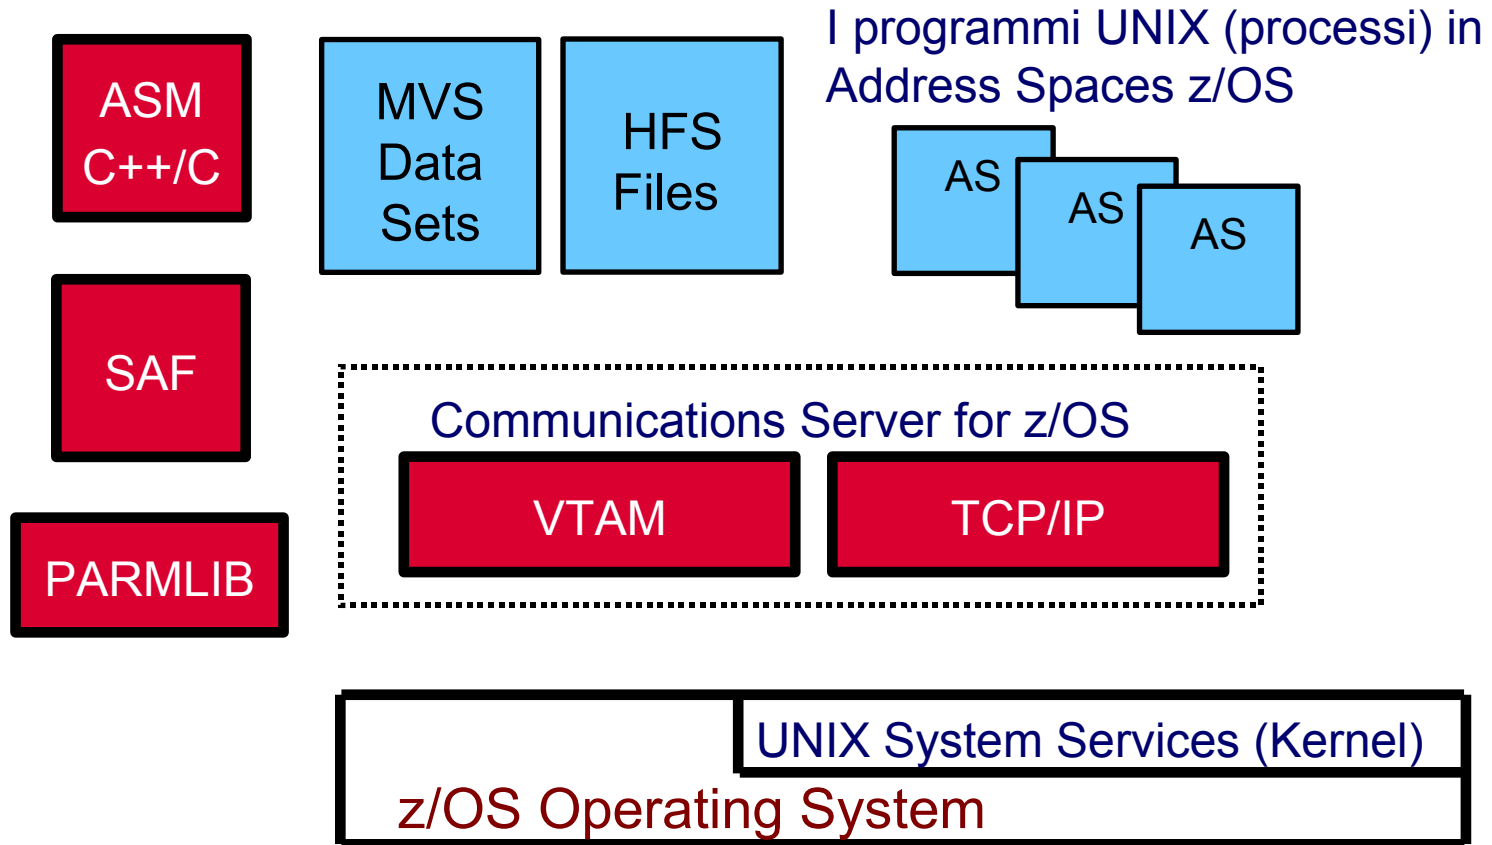 I programmi UNIX (processi) in
Address Spaces z/OS
ASM
C++/C
MVS
Data
Sets
HFS
Files
AS
AS
AS
SAF
Communications Server for z/OS
VTAM
TCP/IP
PARMLIB
UNIX System Services (Kernel)
z/OS Operating System